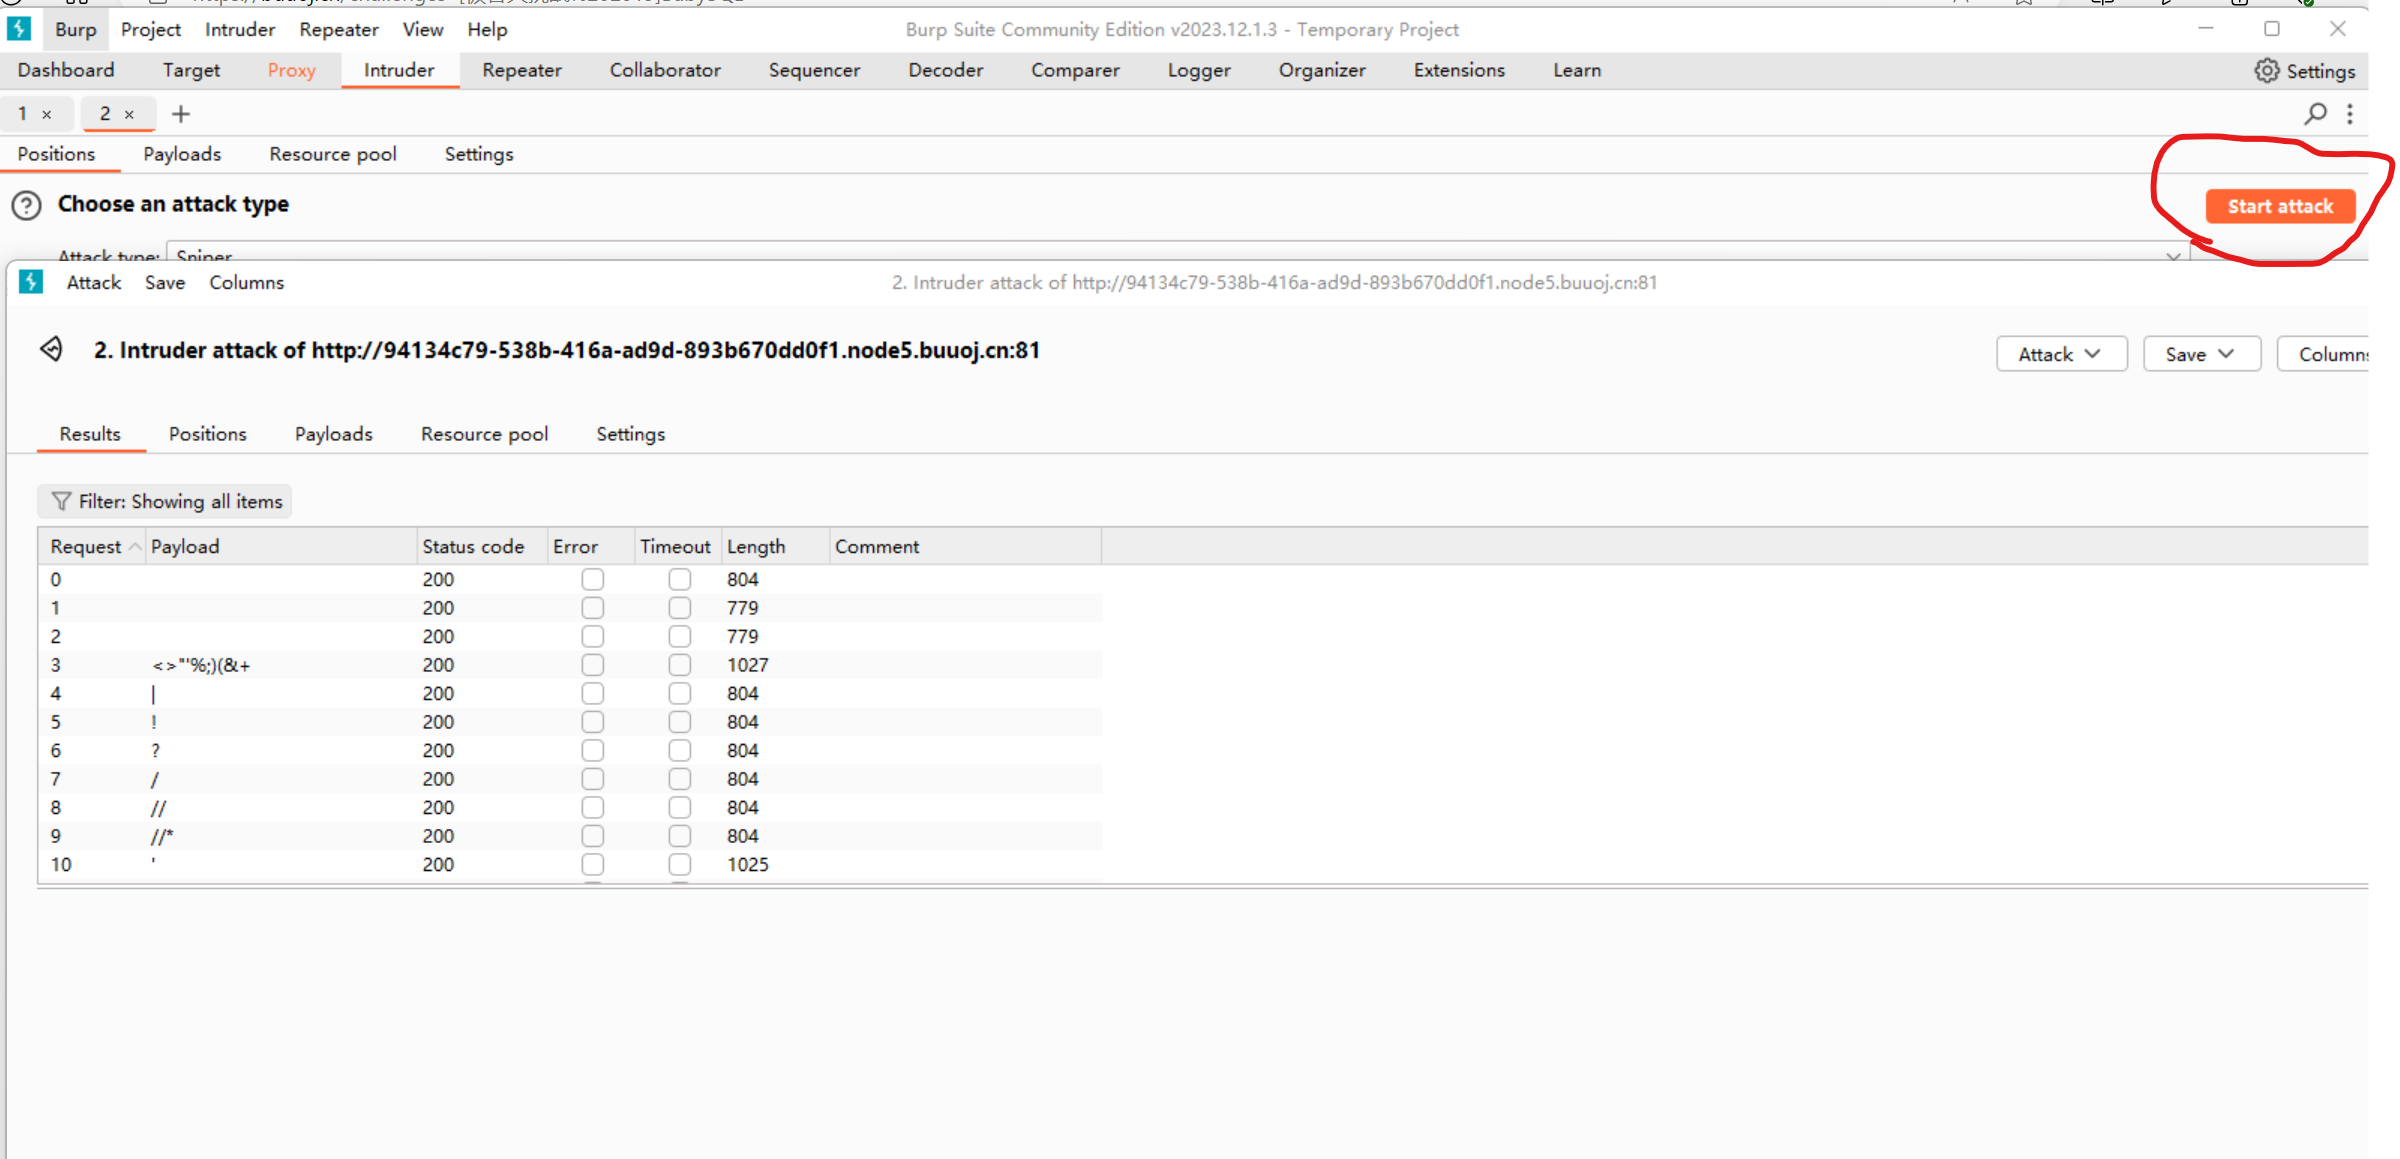 Burp Project Intruder Repeater View Help
Burp Suite Community Edition v2023.12.1.3 - Temporary Project
Dashboard Target Proxy Intruder Repeater Collaborator Sequencer Decoder Comparer Logger Organizer Extensions Learn Settings
1 × 2 × +
Positions Payloads Resource pool Settings
Choose an attack type
Start attack
Attack type: Sniper
Attack Save Columns
2. Intruder attack of http://94134c79-538b-416a-ad9d-893b670dd0f1.node5.buuoj.cn:81
2. Intruder attack of http://94134c79-538b-416a-ad9d-893b670dd0f1.node5.buuoj.cn:81
Attack Save Columns
Results Positions Payloads Resource pool Settings
Filter: Showing all items
Request Payload Status code Error Timeout Length Comment
0 200 804
1 200 779
2 200 779
3 <>"'%;)(&+ 200 1027
4 | 200 804
5 ! 200 804
6 ? 200 804
7 / 200 804
8 // 200 804
9 //* 200 804
10 ' 200 1025